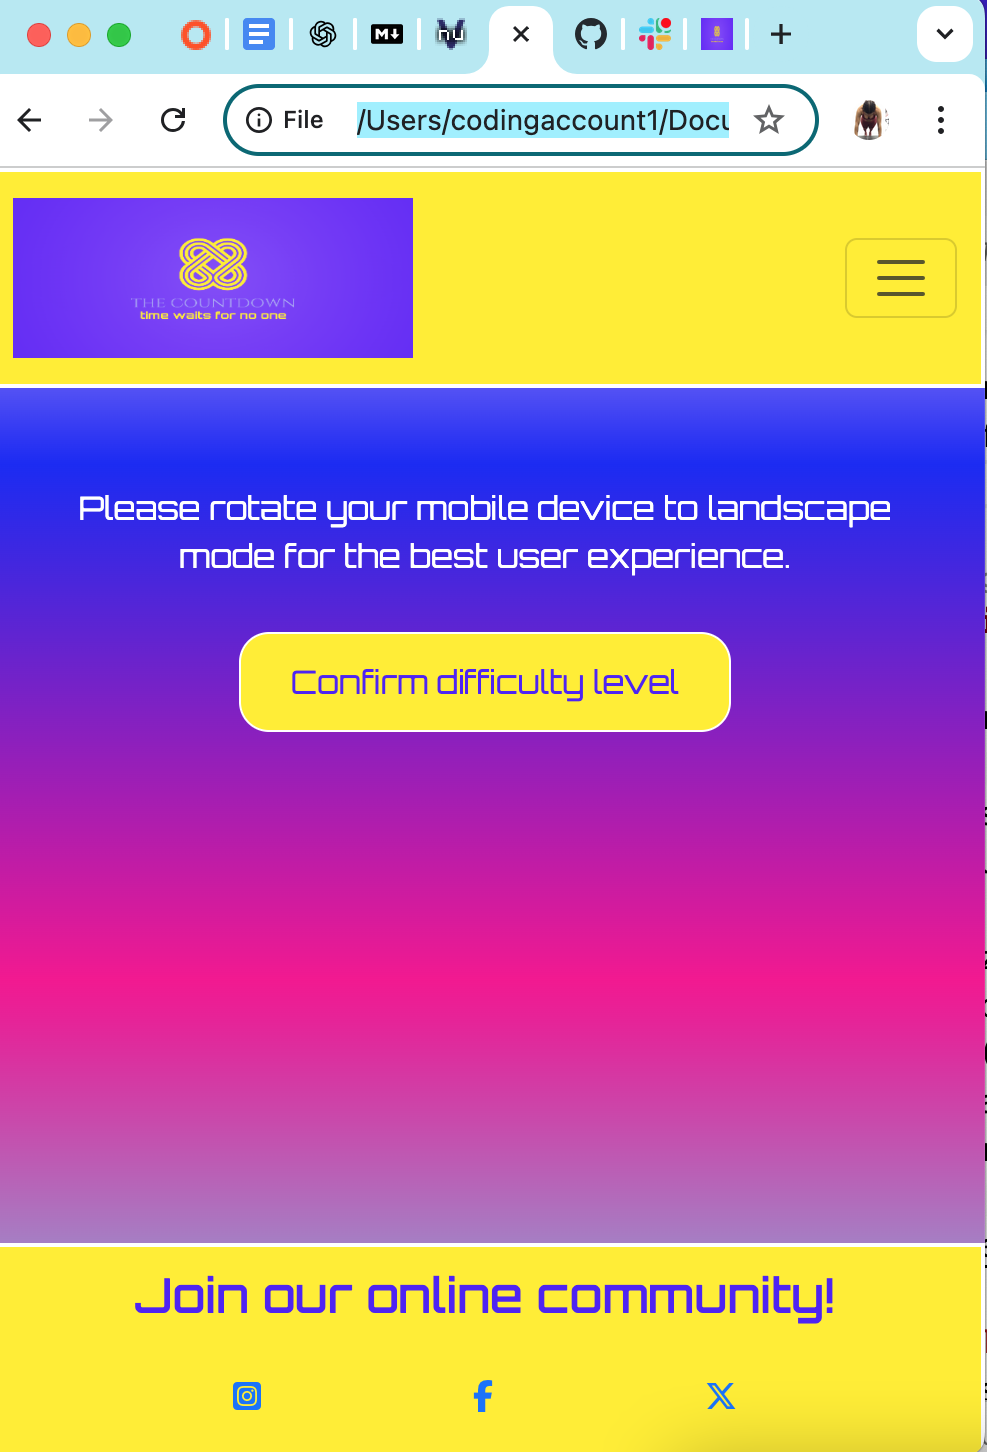 File /Users/codingaccount1/Docu
THE COUNTDOWN
time waits for no one
Please rotate your mobile device to landscape
mode for the best user experience.
Confirm difficulty level
Join our online community!